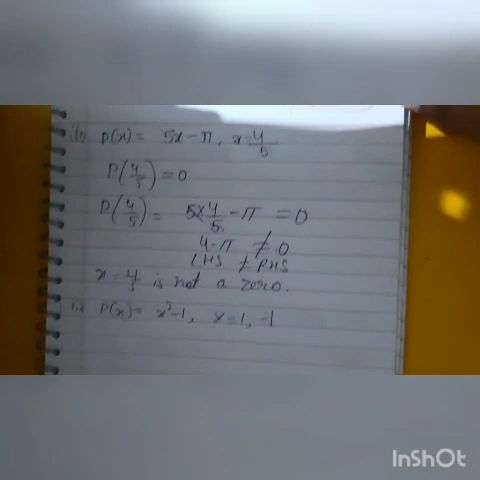 ii) P(x) = 5x - π, x = 4/5
P(4/5) = 0
P(4/5) = 5×4/5 - π = 0
4 - π ≠ 0
LHS ≠ RHS
x = 4/5 is not a zero.
P(x) = x² - 1, x = 1, -1
InShOt